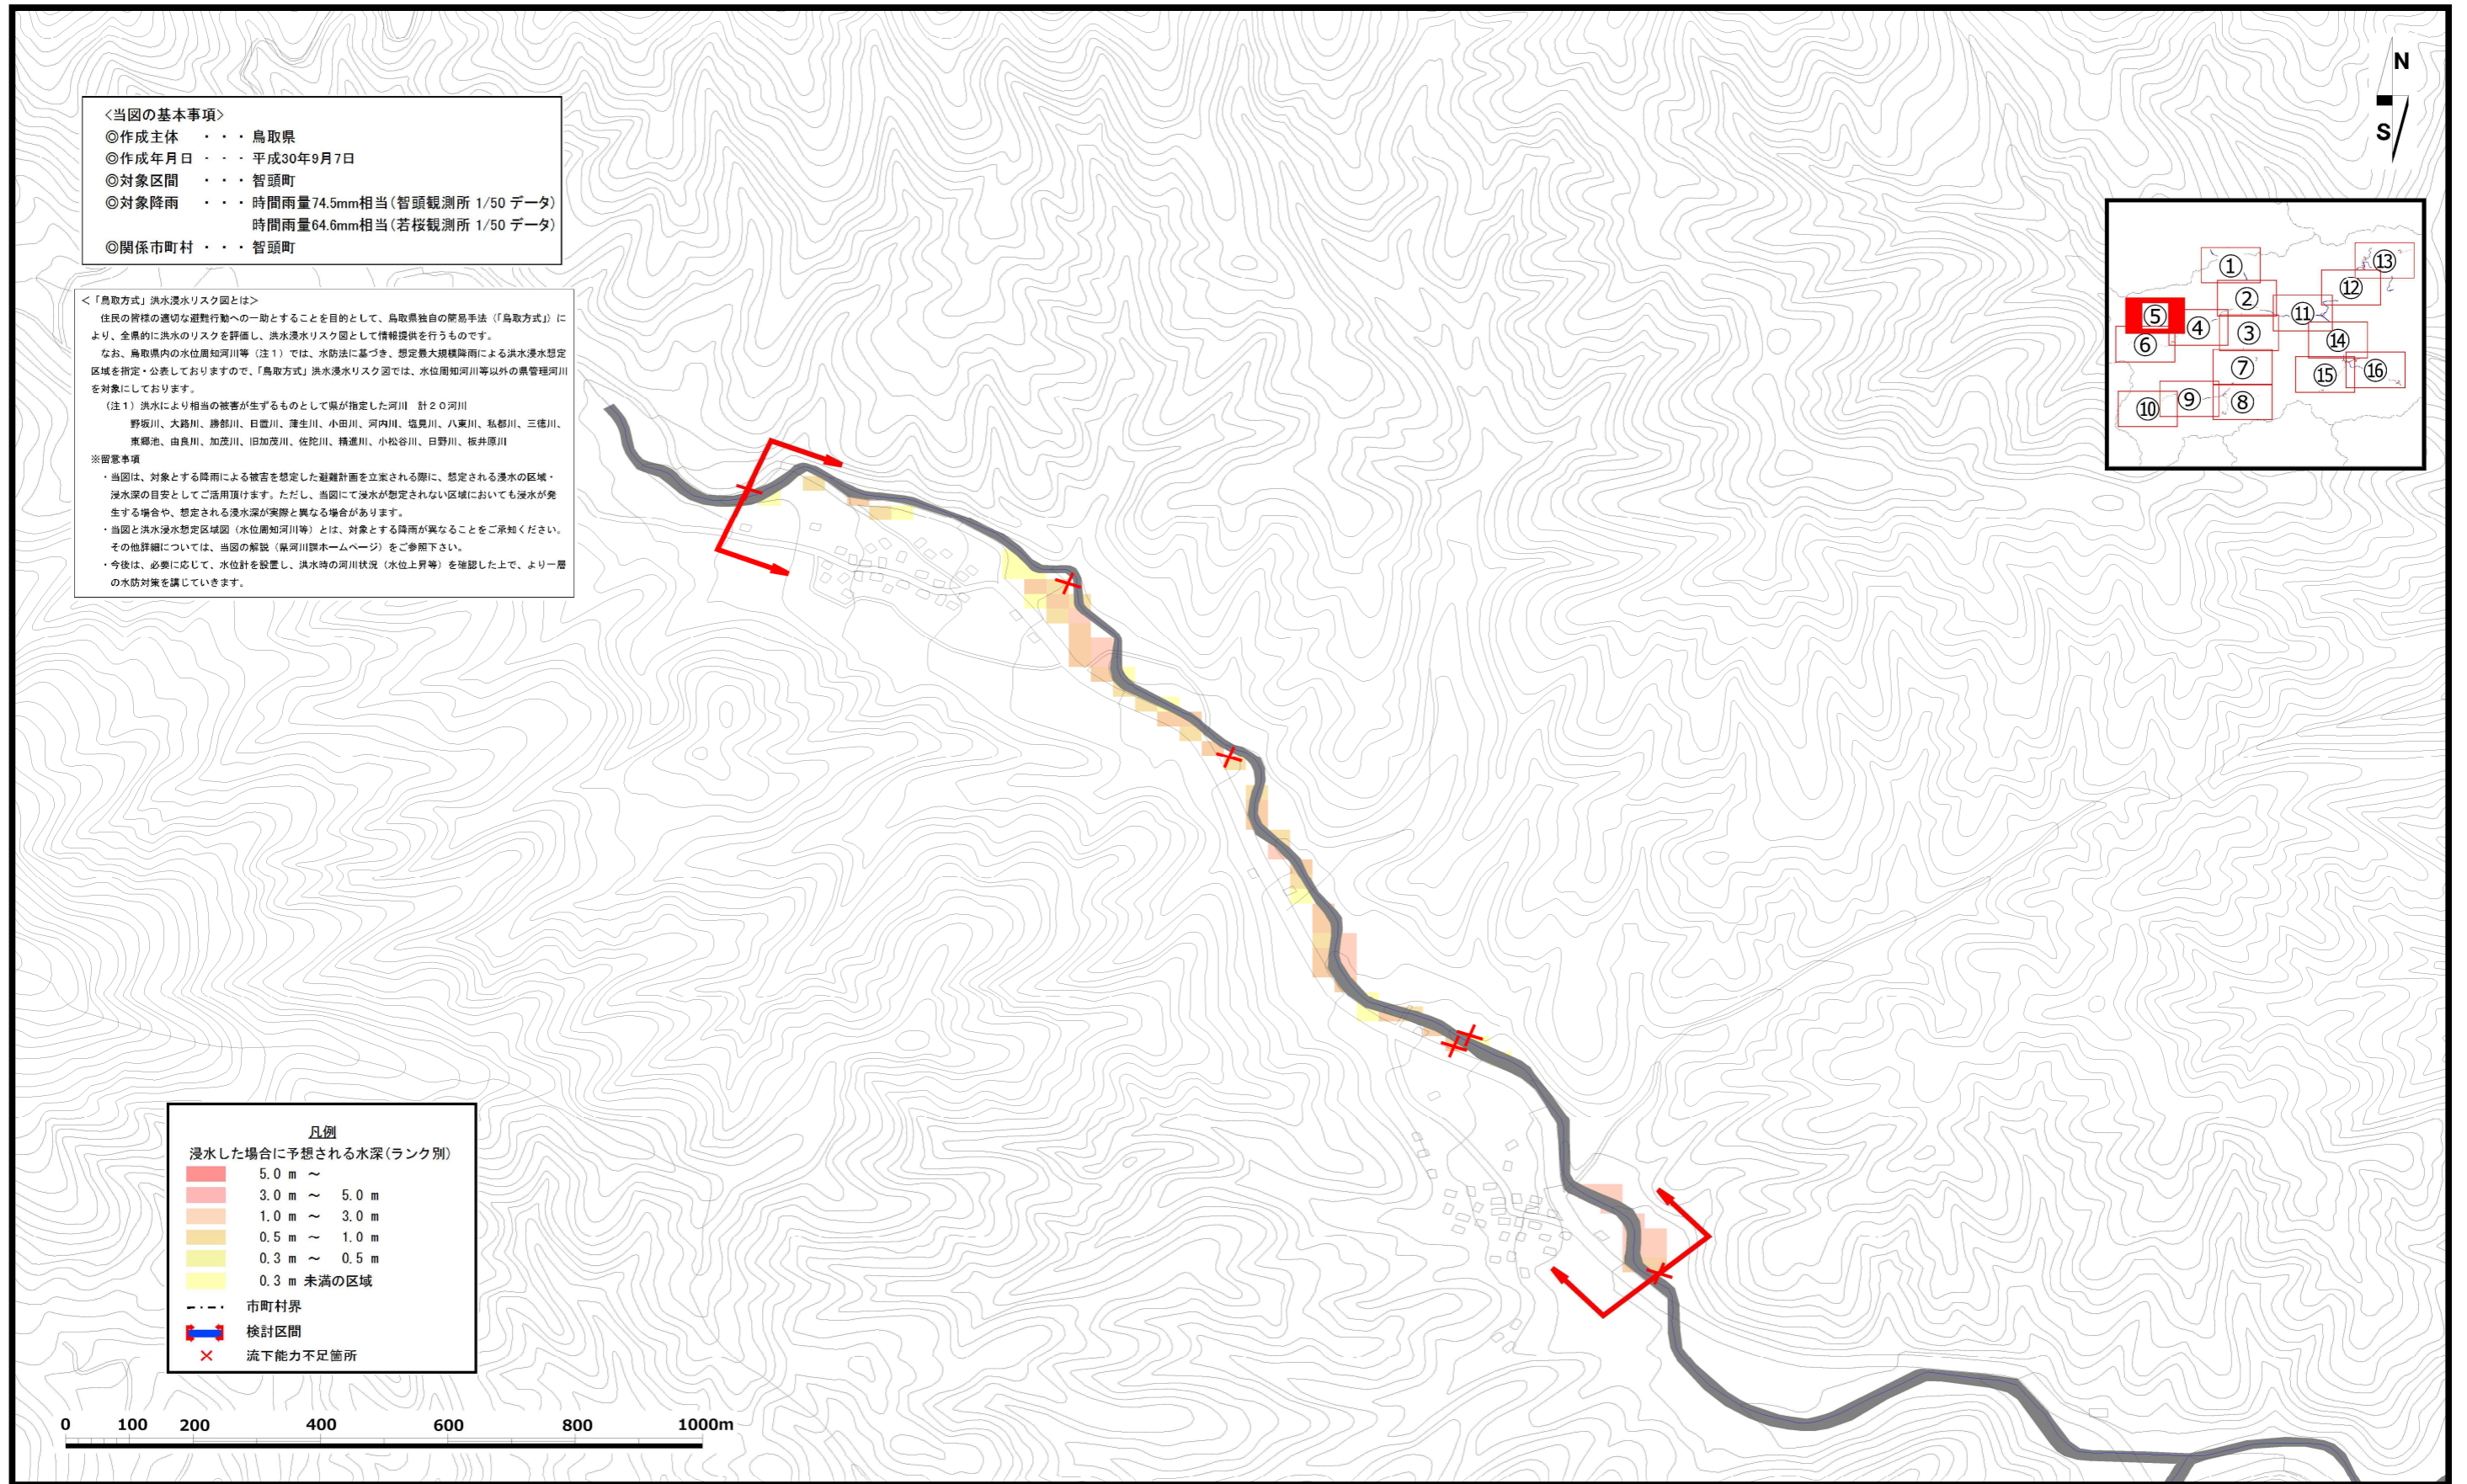 <当図の基本事項>
◎作成主体 ・・・ 鳥取県
◎作成年月日 ・・・ 平成30年9月7日
◎対象区間 ・・・ 智頭町
◎対象降雨 ・・・ 時間雨量74.5mm相当(智頭観測所 1/50 データ)
時間雨量64.6mm相当(若桜観測所 1/50 データ)
◎関係市町村 ・・・ 智頭町
<「鳥取方式」洪水浸水リスク図とは>
住民の皆様の適切な避難行動への一助とすることを目的として、鳥取県独自の簡易手法(「鳥取方式」)に
より、全県的に洪水のリスクを評価し、洪水浸水リスク図として情報提供を行うものです。
なお、鳥取県内の水位周知河川等(注1)では、水防法に基づき、想定最大規模降雨による洪水浸水想定
区域を指定・公表しておりますので、「鳥取方式」洪水浸水リスク図では、水位周知河川等以外の県管理河川
を対象にしております。
(注1)洪水により相当の被害が生ずるものとして県が指定した河川 計20河川
野坂川、大路川、勝部川、日置川、蒲生川、小田川、河内川、塩見川、八東川、私都川、三徳川、
東郷池、由良川、加茂川、旧加茂川、佐陀川、精進川、小松谷川、日野川、板井原川
※留意事項
・当図は、対象とする降雨による被害を想定した避難計画を立案される際に、想定される浸水の区域・
浸水深の目安としてご活用頂けます。ただし、当図にて浸水が想定されない区域においても浸水が発
生する場合や、想定される浸水深が実際と異なる場合があります。
・当図と洪水浸水想定区域図(水位周知河川等)とは、対象とする降雨が異なることをご承知ください。
その他詳細については、当図の解説(県河川課ホームページ)をご参照下さい。
・今後は、必要に応じて、水位計を設置し、洪水時の河川状況(水位上昇等)を確認した上で、より一層
の水防対策を講じていきます。
N
S
①
⑬
②
⑫
⑤
④
③
⑪
⑥
⑭
⑦
⑮
⑯
⑩
⑨
⑧
凡例
浸水した場合に予想される水深(ランク別)
5.0 m ~
3.0 m ~ 5.0 m
1.0 m ~ 3.0 m
0.5 m ~ 1.0 m
0.3 m ~ 0.5 m
0.3 m 未満の区域
市町村界
検討区間
流下能力不足箇所
0 100 200 400 600 800 1000m